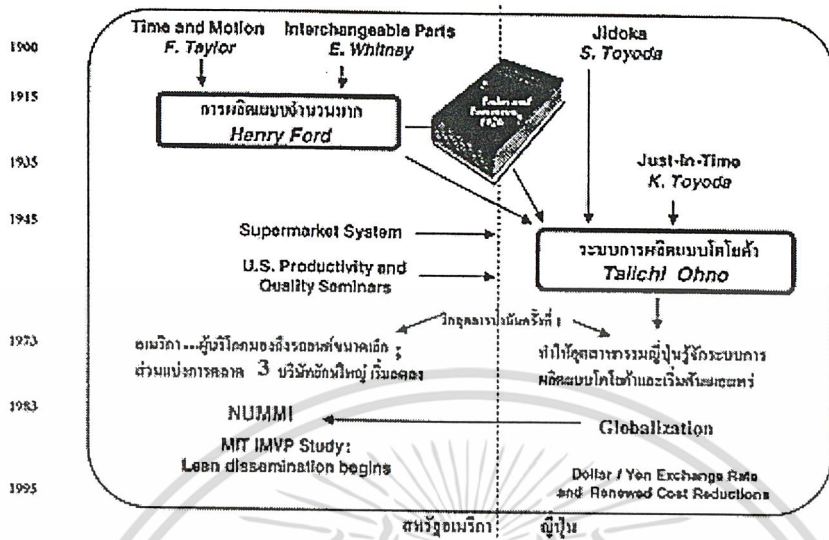 1900
Time and Motion
F. Taylor
Interchangeable Parts
E. Whitney
Jidoka
S. Toyoda
1915
การผลิตแบบจำนวนมาก
Henry Ford
1926
1935
Just-In-Time
K. Toyoda
1945
Supermarket System
ระบบการผลิตแบบโตโยต้า
Taiichi Ohno
U.S. Productivity and
Quality Seminars
วิกฤตการน้ำมันครั้งที่ 1
1973
อเมริกา...ผู้บริโภคมองถึงรถยนต์ขนาดเล็ก ;
ส่วนแบ่งการตลาด 3 บริษัทยักษ์ใหญ่ เริ่มลดลง
ทำให้อุตสาหกรรมญี่ปุ่นรู้จักระบบการ
ผลิตแบบโตโยต้าและเริ่มต้นเผยแพร่
1983
NUMMI
Globalization
MIT IMVP Study:
Lean dissemination begins
1995
Dollar / Yen Exchange Rate
and Renewed Cost Reductions
สหรัฐอเมริกา
ญี่ปุ่น